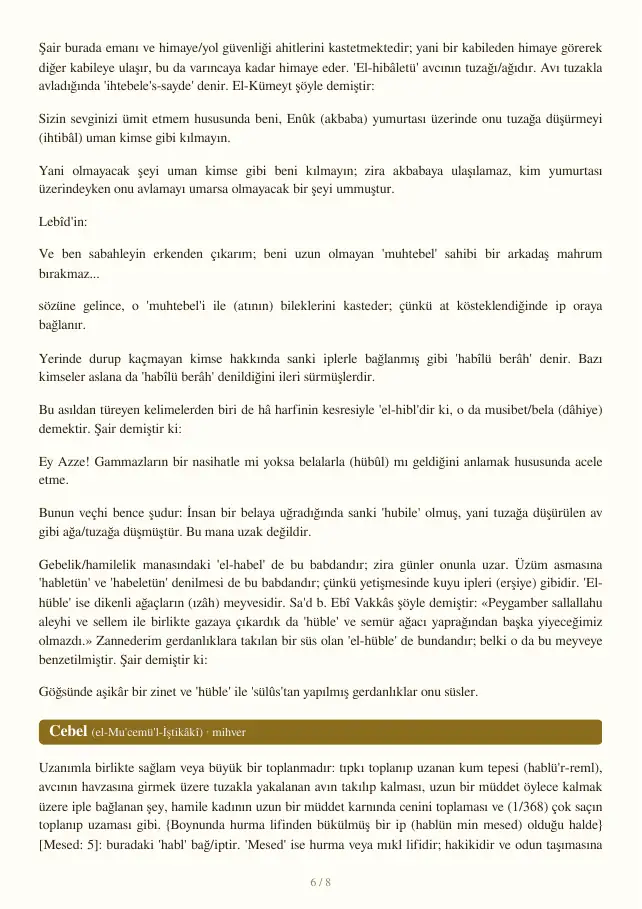 Şair burada emanı ve himaye/yol güvenliği ahitlerini kastetmektedir; yani bir kabileden himaye görerek
diğer kabileye ulaşır, bu da varıncaya kadar himaye eder. 'El-hibâletü' avcının tuzağı/ağıdır. Avı tuzakla
avladığında 'ihtebele's-sayde' denir. El-Kümeyt şöyle demiştir:
Sizin sevginizi ümit etmem hususunda beni, Enûk (akbaba) yumurtası üzerinde onu tuzağa düşürmeyi
(ihtibâl) uman kimse gibi kılmayın.
Yani olmayacak şeyi uman kimse gibi beni kılmayın; zira akbabaya ulaşılamaz, kim yumurtası
üzerindeyken onu avlamayı umarsa olmayacak bir şeyi ummuştur.
Lebîd'in:
Ve ben sabahleyin erkenden çıkarım; beni uzun olmayan 'muhtebel' sahibi bir arkadaş mahrum
bırakmaz...
sözüne gelince, o 'muhtebel'i ile (atının) bileklerini kasteder; çünkü at kösteklendiğinde ip oraya
bağlanır.
Yerinde durup kaçmayan kimse hakkında sanki iplerle bağlanmış gibi 'habîlü berâh' denir. Bazı
kimseler aslana da 'habîlü berâh' denildiğini ileri sürmüşlerdir.
Bu asıldan türeyen kelimelerden biri de hâ harfinin kesresiyle 'el-hibl'dir ki, o da musibet/bela (dâhiye)
demektir. Şair demiştir ki:
Ey Azze! Gammazların bir nasihatle mi yoksa belalarla (hübûl) mı geldiğini anlamak hususunda acele
etme.
Bunun veçhi bence şudur: İnsan bir belaya uğradığında sanki 'hubile' olmuş, yani tuzağa düşürülen av
gibi ağa/tuzağa düşmüştür. Bu mana uzak değildir.
Gebelik/hamilelik manasındaki 'el-habel' de bu babdandır; zira günler onunla uzar. Üzüm asmasına
'habletün' ve 'habeletün' denilmesi de bu babdandır; çünkü yetişmesinde kuyu ipleri (erşiye) gibidir. 'El-
hüble' ise dikenli ağaçların (ızâh) meyvesidir. Sa'd b. Ebî Vakkâs şöyle demiştir: «Peygamber sallallahu
aleyhi ve sellem ile birlikte gazaya çıkardık da 'hüble' ve semür ağacı yaprağından başka yiyeceğimiz
olmazdı.» Zannederim gerdanlıklara takılan bir süs olan 'el-hüble' de bundandır; belki o da bu meyveye
benzetilmiştir. Şair demiştir ki:
Göğsünde aşikâr bir zinet ve 'hüble' ile 'sülûs'tan yapılmış gerdanlıklar onu süsler.
Cebel (el-Mu'cemü'l-İştikâkî) · mihver
Uzanımla birlikte sağlam veya büyük bir toplanmadır: tıpkı toplanıp uzanan kum tepesi (hablü'r-reml),
avcının havzasına girmek üzere tuzakla yakalanan avın takılıp kalması, uzun bir müddet öylece kalmak
üzere iple bağlanan şey, hamile kadının uzun bir müddet karnında cenini toplaması ve (1/368) çok saçın
toplanıp uzaması gibi. {Boynunda hurma lifinden bükülmüş bir ip (hablün min mesed) olduğu halde}
[Mesed: 5]: buradaki 'habl' bağ/iptir. 'Mesed' ise hurma veya mıkl lifidir; hakikidir ve odun taşımasına
6 / 8